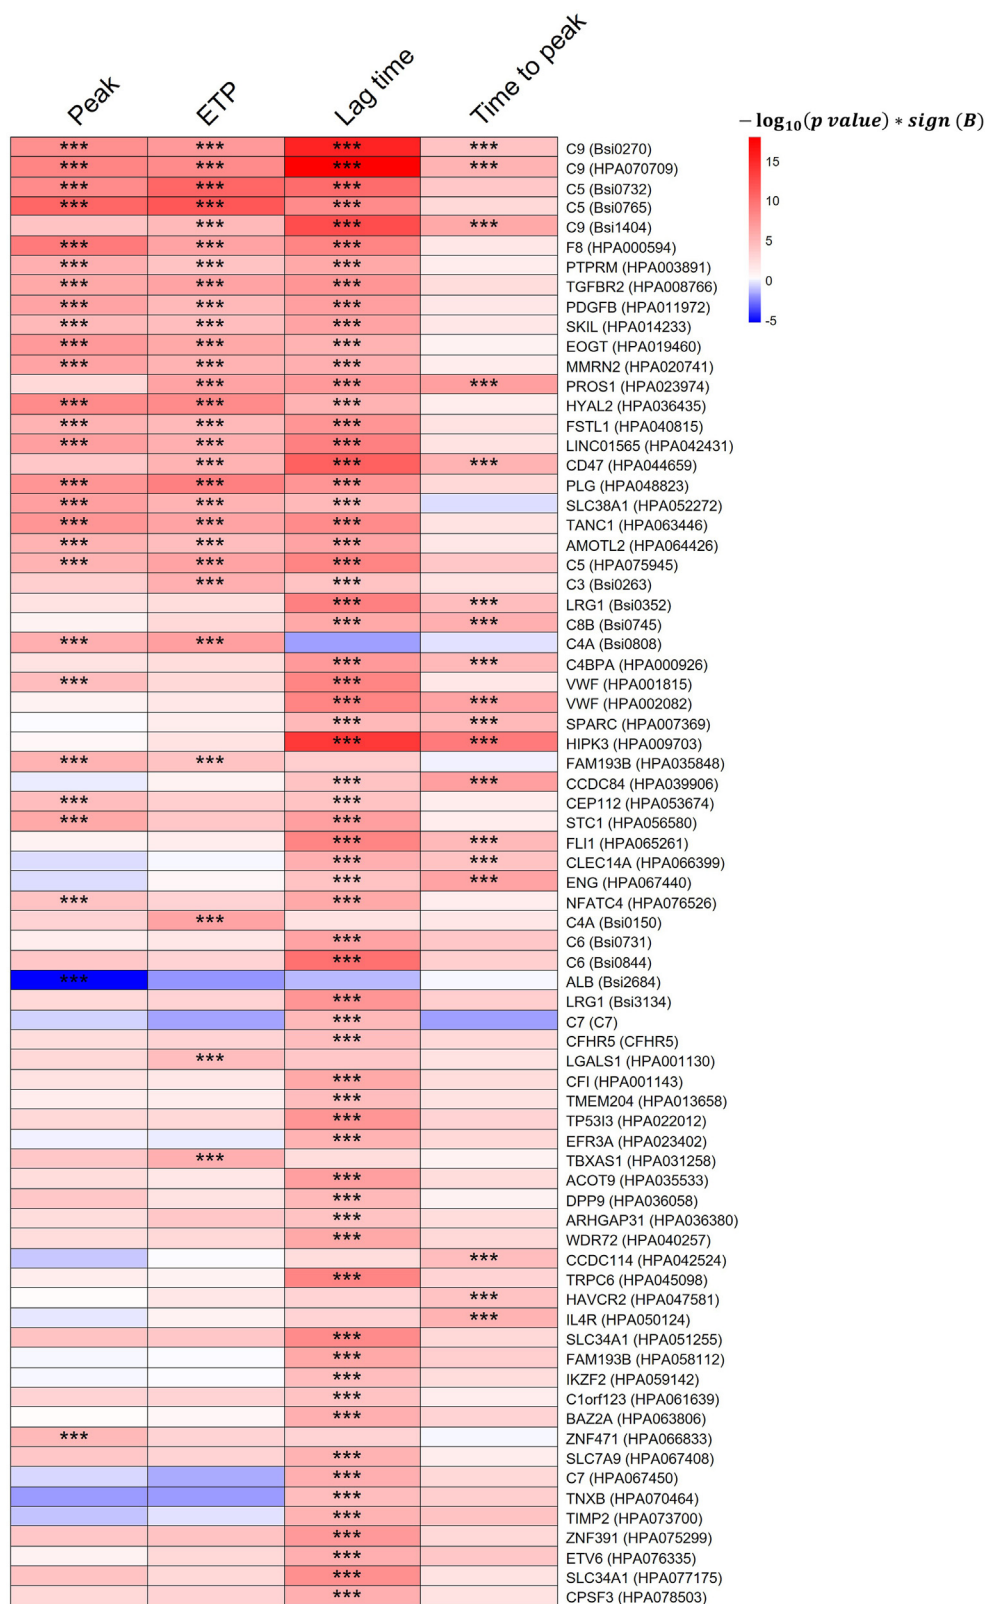 Peak ETP Lag time Time to peak
− log₁₀(p value) * sign (B)
15
10
5
0
-5
*** *** *** *** C9 (Bsi0270)
*** *** *** *** C9 (HPA070709)
*** *** *** C5 (Bsi0732)
*** *** *** C5 (Bsi0765)
*** *** *** C9 (Bsi1404)
*** *** *** F8 (HPA000594)
*** *** *** PTPRM (HPA003891)
*** *** *** TGFBR2 (HPA008766)
*** *** *** PDGFB (HPA011972)
*** *** *** SKIL (HPA014233)
*** *** *** EOGT (HPA019460)
*** *** *** MMRN2 (HPA020741)
*** *** *** PROS1 (HPA023974)
*** *** *** HYAL2 (HPA036435)
*** *** *** FSTL1 (HPA040815)
*** *** *** LINC01565 (HPA042431)
*** *** *** CD47 (HPA044659)
*** *** *** PLG (HPA048823)
*** *** *** SLC38A1 (HPA052272)
*** *** *** TANC1 (HPA063446)
*** *** *** AMOTL2 (HPA064426)
*** *** *** C5 (HPA075945)
*** *** C3 (Bsi0263)
*** *** LRG1 (Bsi0352)
*** *** C8B (Bsi0745)
*** *** C4A (Bsi0808)
*** *** C4BPA (HPA000926)
*** *** VWF (HPA001815)
*** *** VWF (HPA002082)
*** *** SPARC (HPA007369)
*** *** HIPK3 (HPA009703)
*** *** FAM193B (HPA035848)
*** *** CCDC84 (HPA039906)
*** *** CEP112 (HPA053674)
*** *** STC1 (HPA056580)
*** *** FLI1 (HPA065261)
*** *** CLEC14A (HPA066399)
*** *** ENG (HPA067440)
*** *** NFATC4 (HPA076526)
*** C4A (Bsi0150)
*** C6 (Bsi0731)
*** C6 (Bsi0844)
*** ALB (Bsi2684)
*** LRG1 (Bsi3134)
*** C7 (C7)
*** CFHR5 (CFHR5)
*** LGALS1 (HPA001130)
*** CFI (HPA001143)
*** TMEM204 (HPA013658)
*** TP53I3 (HPA022012)
*** EFR3A (HPA023402)
*** TBXAS1 (HPA031258)
*** ACOT9 (HPA035533)
*** DPP9 (HPA036058)
*** ARHGAP31 (HPA036380)
*** WDR72 (HPA040257)
*** CCDC114 (HPA042524)
*** TRPC6 (HPA045098)
*** HAVCR2 (HPA047581)
*** IL4R (HPA050124)
*** SLC34A1 (HPA051255)
*** FAM193B (HPA058112)
*** IKZF2 (HPA059142)
*** C1orf123 (HPA061639)
*** BAZ2A (HPA063806)
*** ZNF471 (HPA066833)
*** SLC7A9 (HPA067408)
*** C7 (HPA067450)
*** TNXB (HPA070464)
*** TIMP2 (HPA073700)
*** ZNF391 (HPA075299)
*** ETV6 (HPA076335)
*** SLC34A1 (HPA077175)
*** CPSF3 (HPA078503)